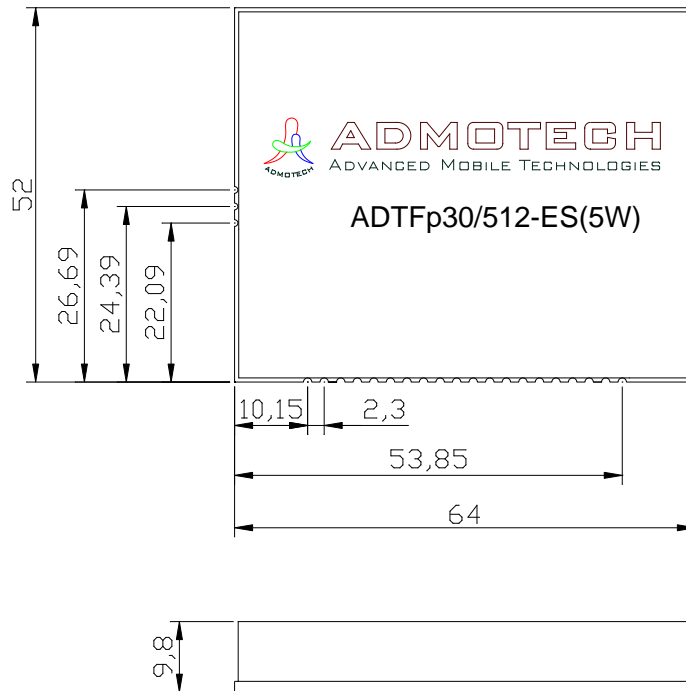 ADMOTECH
ADVANCED MOBILE TECHNOLOGIES
ADMOTECH
ADTFp30/512-ES(5W)
52
26,69
24,39
22,09
10,15
2,3
53,85
64
9,8